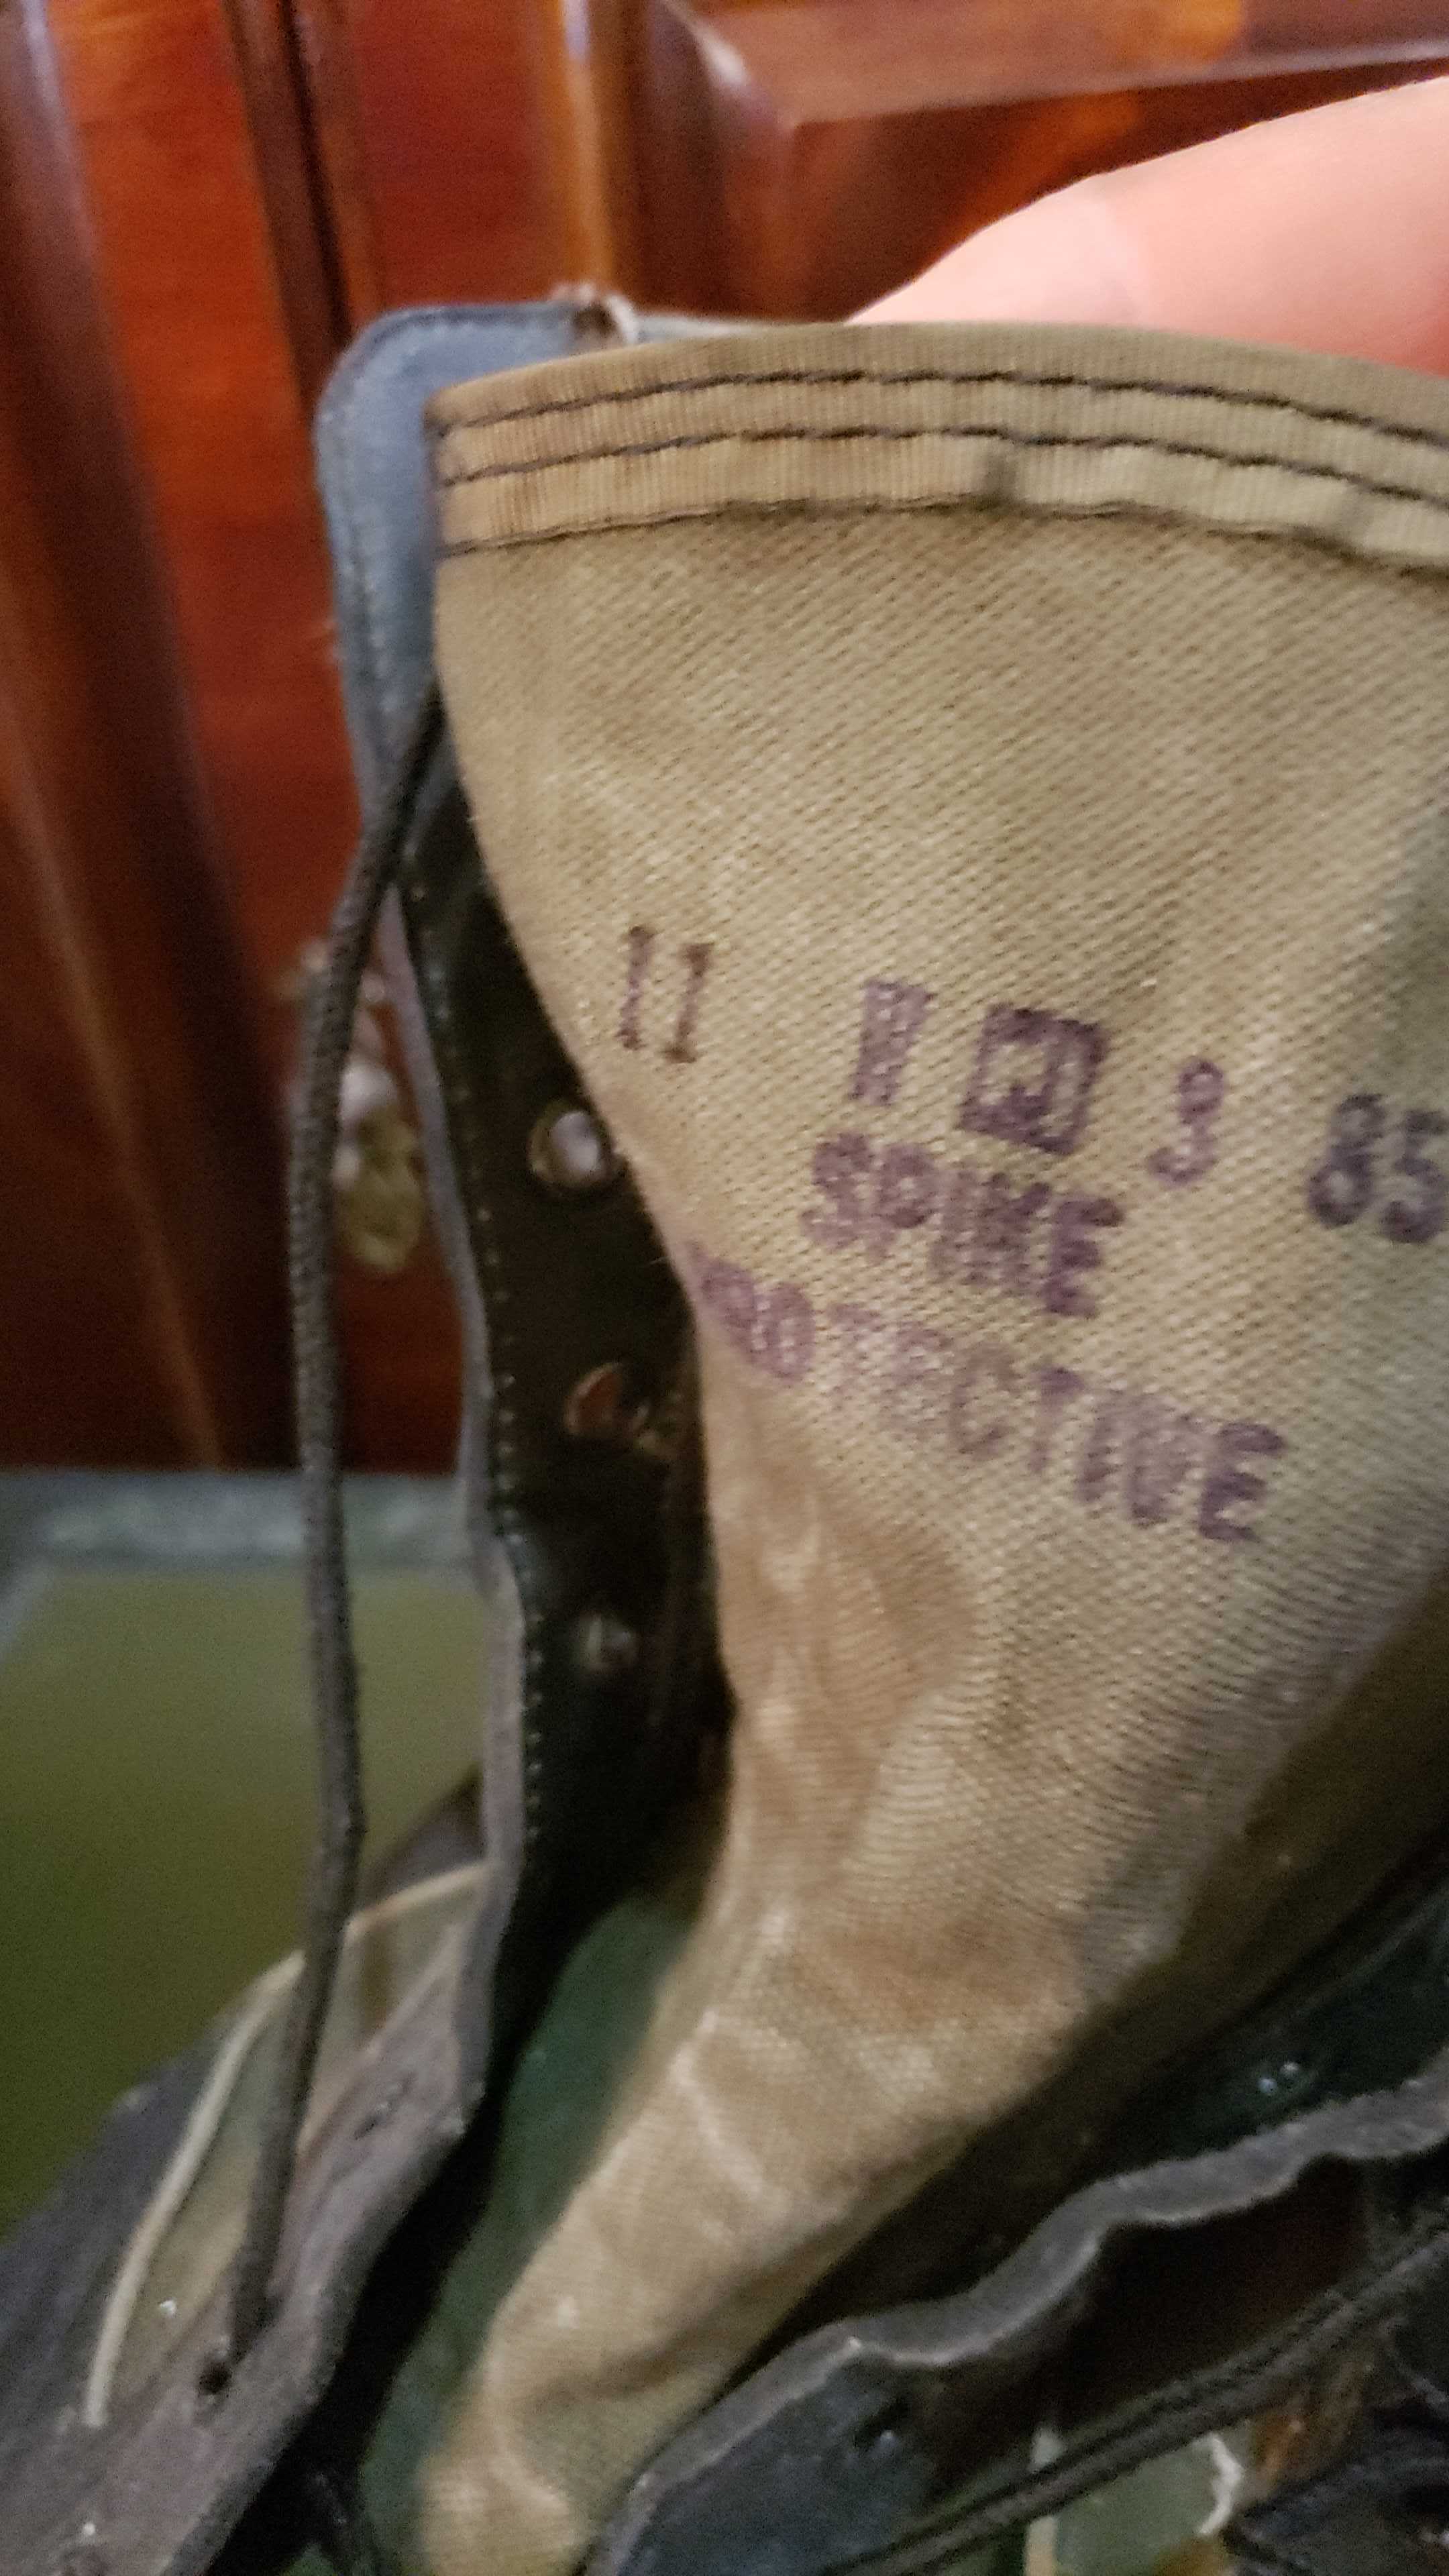 11 R 9 85
SPIKE
PROTECTIVE